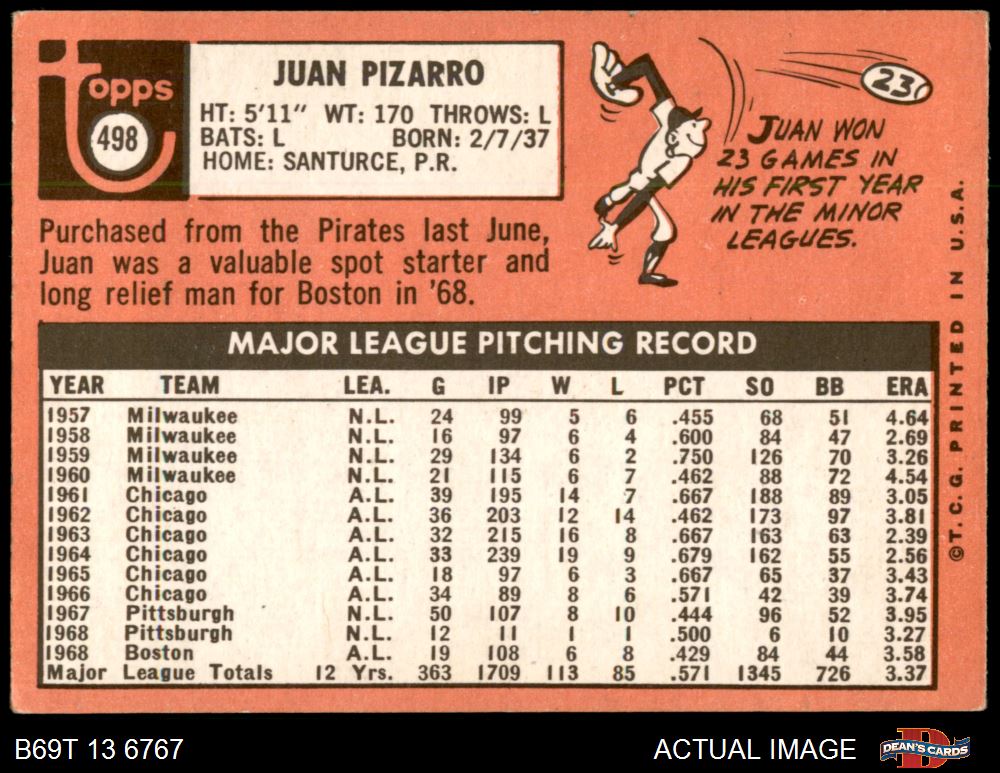 Topps
498
JUAN PIZARRO
HT: 5'11" WT: 170 THROWS: L
BATS: L BORN: 2/7/37
HOME: SANTURCE, P.R.
23
JUAN WON
23 GAMES IN
HIS FIRST YEAR
IN THE MINOR
LEAGUES.
Purchased from the Pirates last June,
Juan was a valuable spot starter and
long relief man for Boston in '68.
MAJOR LEAGUE PITCHING RECORD
YEAR TEAM LEA. G IP W L PCT SO BB ERA
1957 Milwaukee N.L. 24 99 5 6 .455 68 51 4.64
1958 Milwaukee N.L. 16 97 6 4 .600 84 47 2.69
1959 Milwaukee N.L. 29 134 6 2 .750 126 70 3.26
1960 Milwaukee N.L. 21 115 6 7 .462 88 72 4.54
1961 Chicago A.L. 39 195 14 7 .667 188 89 3.05
1962 Chicago A.L. 36 203 12 14 .462 173 97 3.81
1963 Chicago A.L. 32 215 16 8 .667 163 63 2.39
1964 Chicago A.L. 33 239 19 9 .679 162 55 2.56
1965 Chicago A.L. 18 97 6 3 .667 65 37 3.43
1966 Chicago A.L. 34 89 8 6 .571 42 39 3.74
1967 Pittsburgh N.L. 50 107 8 10 .444 96 52 3.95
1968 Pittsburgh N.L. 12 11 1 1 .500 6 10 3.27
1968 Boston A.L. 19 108 6 8 .429 84 44 3.58
Major League Totals 12 Yrs. 363 1709 113 85 .571 1345 726 3.37
©T. C. G. PRINTED IN U.S.A.
B69T 13 6767
ACTUAL IMAGE
DEAN'S CARDS